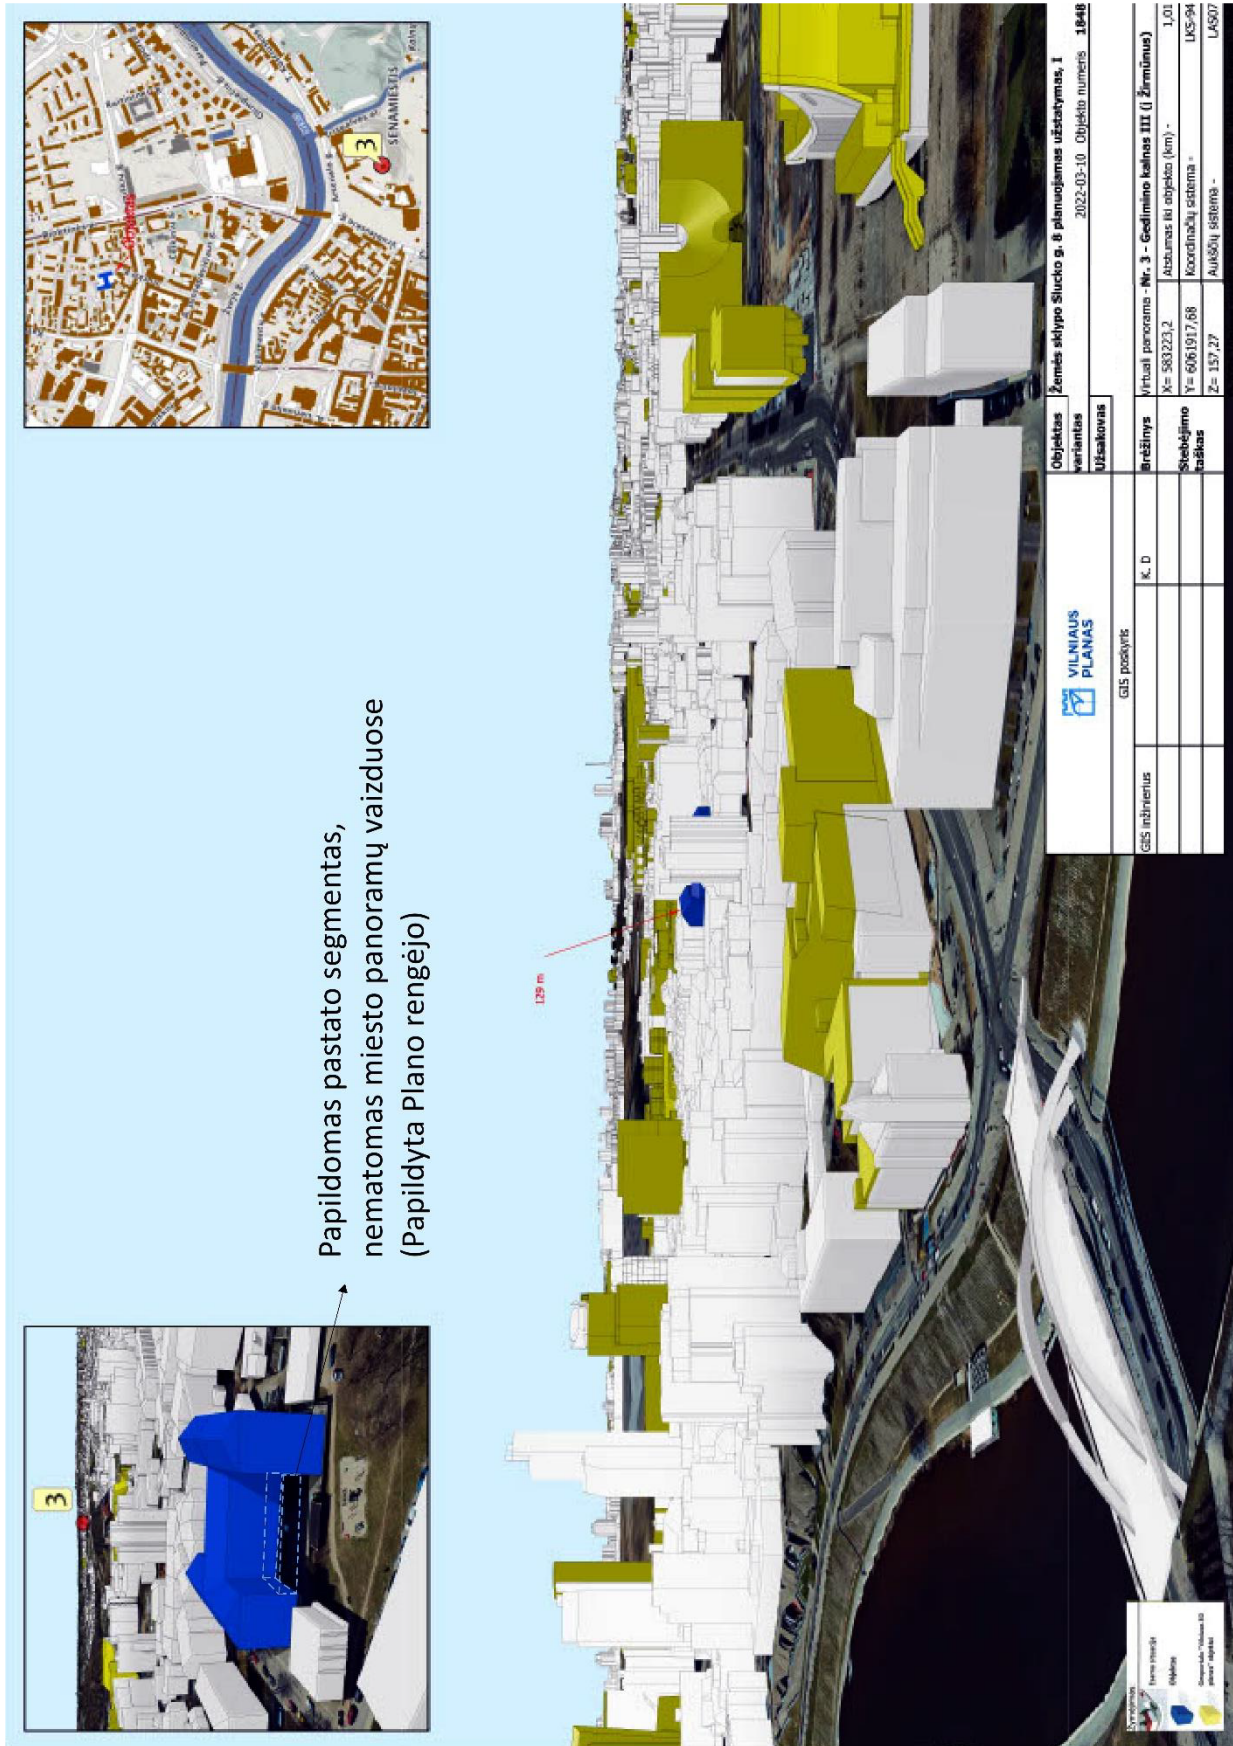 3
Papildomas pastato segmentas,
nematomas miesto panoramų vaizduose
(Papildyta Plano rengėjo)
SENAMIESTIS
3
129 m
VILNIAUS
PLANAS
GIS poskyris
GIS inžinierius
K. D
Objektas
variantas
Žemės sklypo Slucko g. 8 planuojamas užstatymas, I
2022-03-10 Objekto numeris 1848
Užsakovas
Brėžinys
Virtuali panorama - Nr. 3 - Gedimino kalnas III (į Žirmūnus)
Stebėjimo
taškas
X= 583223,2
Atstumas iki objekto (km) - 1,01
Y= 6061917,68
Koordinačių sistema - LKS-94
Z= 157,27
Aukščių sistema - LAS07
Objektas